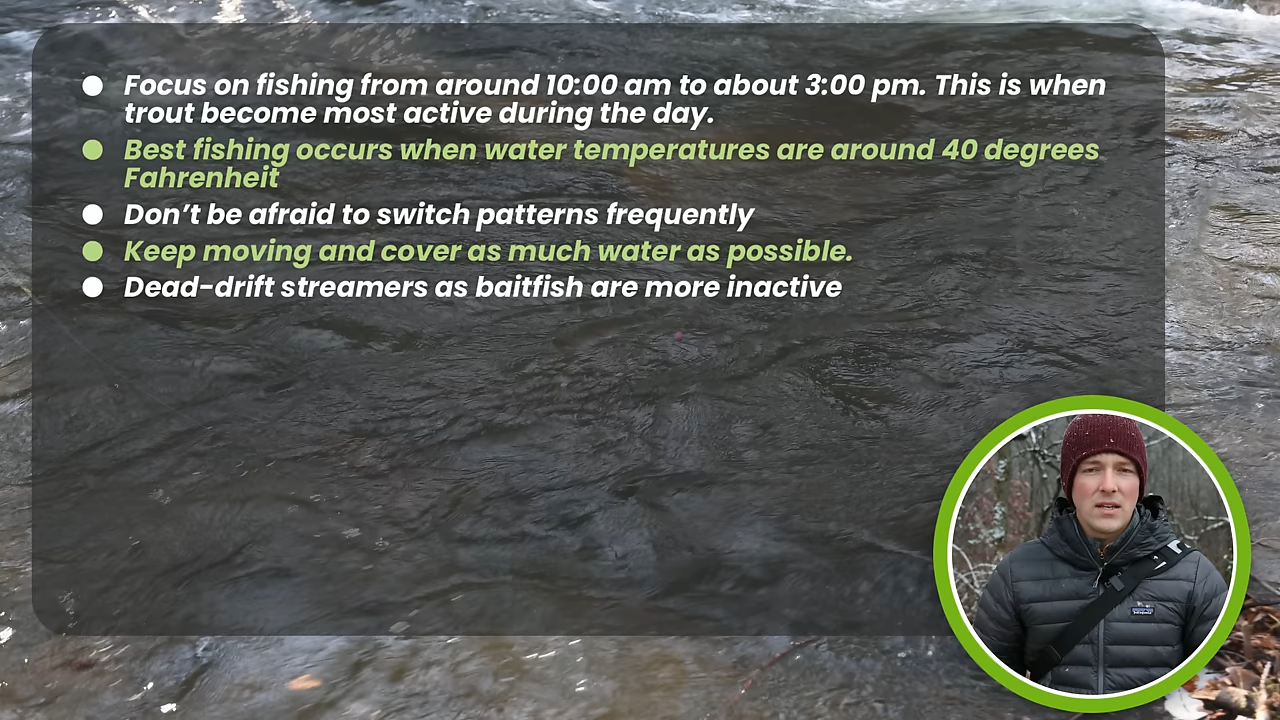 Focus on fishing from around 10:00 am to about 3:00 pm. This is when
trout become most active during the day.
Best fishing occurs when water temperatures are around 40 degrees
Fahrenheit
Don’t be afraid to switch patterns frequently
Keep moving and cover as much water as possible.
Dead-drift streamers as baitfish are more inactive
patagonia